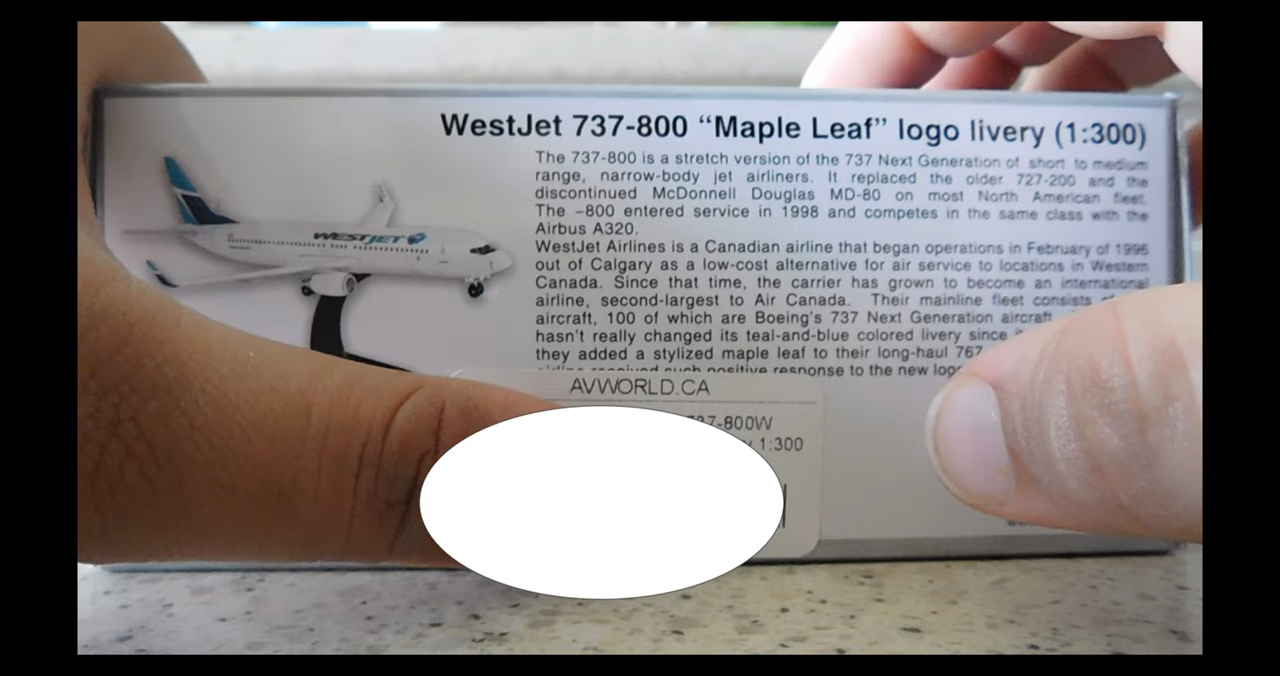 WestJet 737-800 “Maple Leaf” logo livery (1:300)
The 737-800 is a stretch version of the 737 Next Generation of short to medium
range, narrow-body jet airliners. It replaced the older 727-200 and the
discontinued McDonnell Douglas MD-80 on most North American fleet.
The –800 entered service in 1998 and competes in the same class with the
Airbus A320.
WESTJET
WestJet Airlines is a Canadian airline that began operations in February of 1996
out of Calgary as a low-cost alternative for air service to locations in Western
Canada. Since that time, the carrier has grown to become an international
airline, second-largest to Air Canada. Their mainline fleet consists
aircraft, 100 of which are Boeing's 737 Next Generation aircraft
hasn't really changed its teal-and-blue colored livery since
they added a stylized maple leaf to their long-haul 767
airline received such positive response to the new logo
AVWORLD.CA
737-800W
1:300